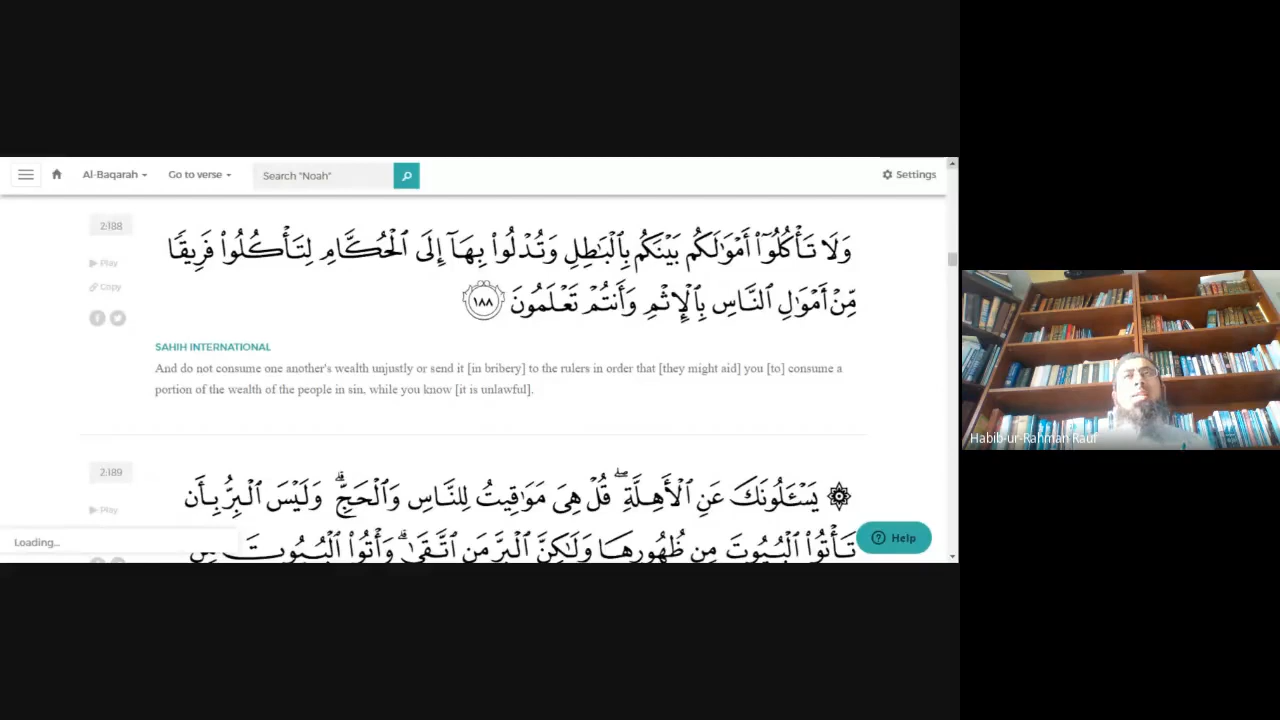 Al-Baqarah
Go to verse
Search "Noah"
Settings
2:188
Play
Copy
وَلَا تَأْكُلُوٓا۟ أَمْوَٰلَكُم بَيْنَكُم بِٱلْبَـٰطِلِ وَتُدْلُوا۟ بِهَآ إِلَى ٱلْحُكَّامِ لِتَأْكُلُوا۟ فَرِيقًا
مِّنْ أَمْوَٰلِ ٱلنَّاسِ بِٱلْإِثْمِ وَأَنتُمْ تَعْلَمُونَ ١٨٨
SAHIH INTERNATIONAL
And do not consume one another's wealth unjustly or send it [in bribery] to the rulers in order that [they might aid] you [to] consume a
portion of the wealth of the people in sin, while you know [it is unlawful].
2:189
Play
۞ يَسْـَٔلُونَكَ عَنِ ٱلْأَهِلَّةِ ۖ قُلْ هِىَ مَوَٰقِيتُ لِلنَّاسِ وَٱلْحَجِّ ۗ وَلَيْسَ ٱلْبِرُّ بِأَن
تَأْتُوا۟ ٱلْبُيُوتَ مِن ظُهُورِهَا وَلَـٰكِنَّ ٱلْبِرَّ مَنِ ٱتَّقَىٰ ۗ وَأْتُوا۟ ٱلْبُيُوتَ مِنْ
Loading...
Help
Habib-ur-Rahman Rauf